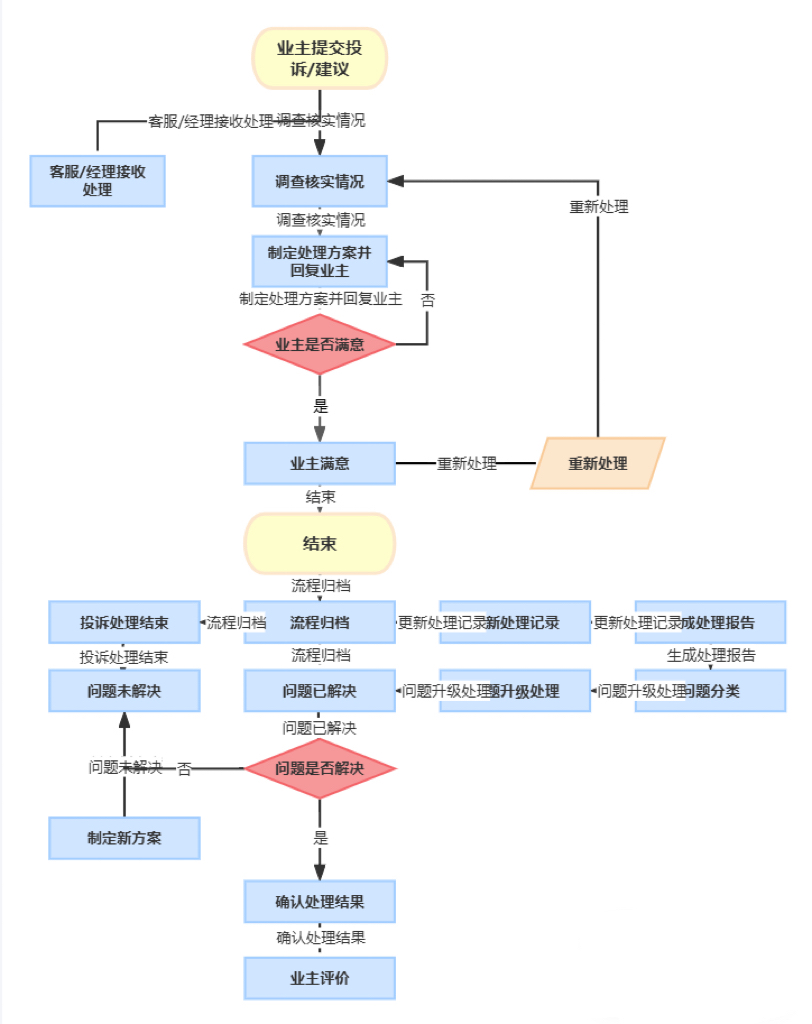 业主提交投
诉/建议
客服/经理接收处理
调查核实情况
客服/经理接收
处理
调查核实情况
重新处理
调查核实情况
制定处理方案并
回复业主
制定处理方案并回复业主
否
业主是否满意
是
业主满意
重新处理
重新处理
结束
结束
流程归档
投诉处理结束
流程归档
流程归档
更新处理记录
新处理记录
更新处理记录
成处理报告
投诉处理结束
流程归档
生成处理报告
问题未解决
问题已解决
问题升级处理
升级处理
问题升级处理
问题分类
问题已解决
问题未解决
否
问题是否解决
制定新方案
是
确认处理结果
确认处理结果
业主评价